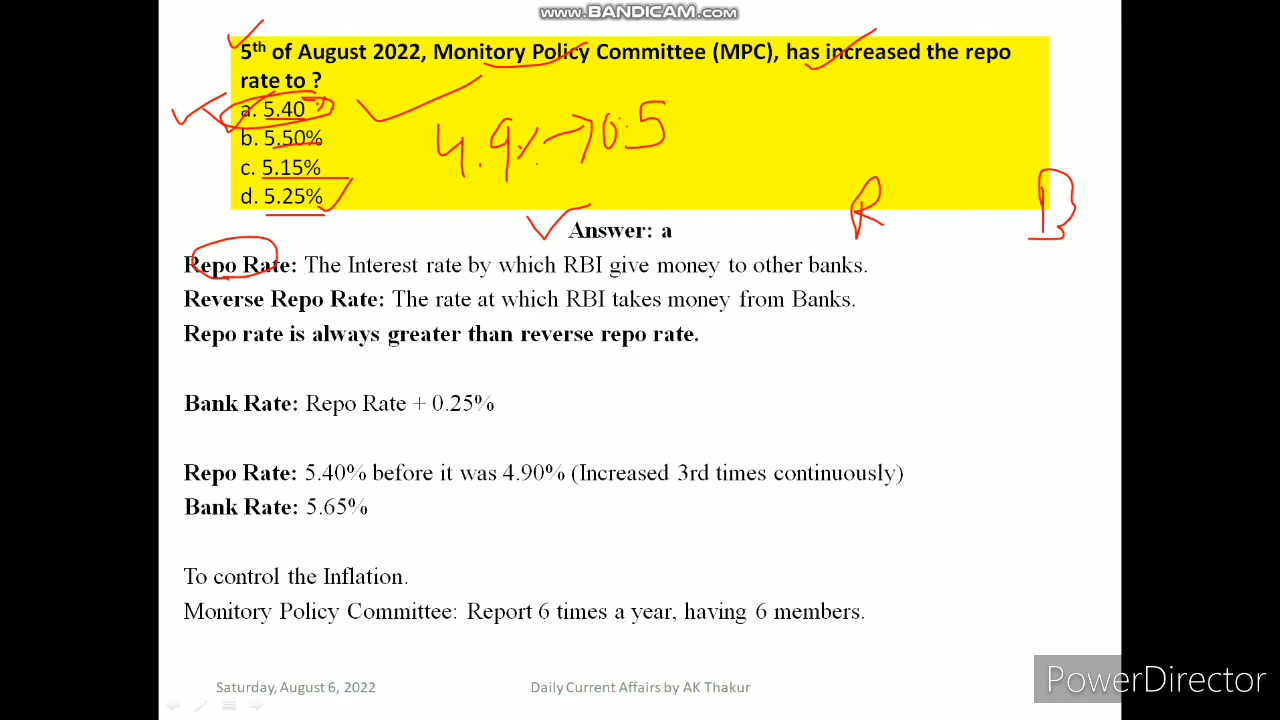 www.BANDICAM.com
5th of August 2022, Monitory Policy Committee (MPC), has increased the repo
rate to ?
a. 5.40
b. 5.50%
c. 5.15%
d. 5.25%
4.9% → 0.5
R
B
Answer: a
Repo Rate: The Interest rate by which RBI give money to other banks.
Reverse Repo Rate: The rate at which RBI takes money from Banks.
Repo rate is always greater than reverse repo rate.
Bank Rate: Repo Rate + 0.25%
Repo Rate: 5.40% before it was 4.90% (Increased 3rd times continuously)
Bank Rate: 5.65%
To control the Inflation.
Monitory Policy Committee: Report 6 times a year, having 6 members.
Saturday, August 6, 2022
Daily Current Affairs by AK Thakur
PowerDirector